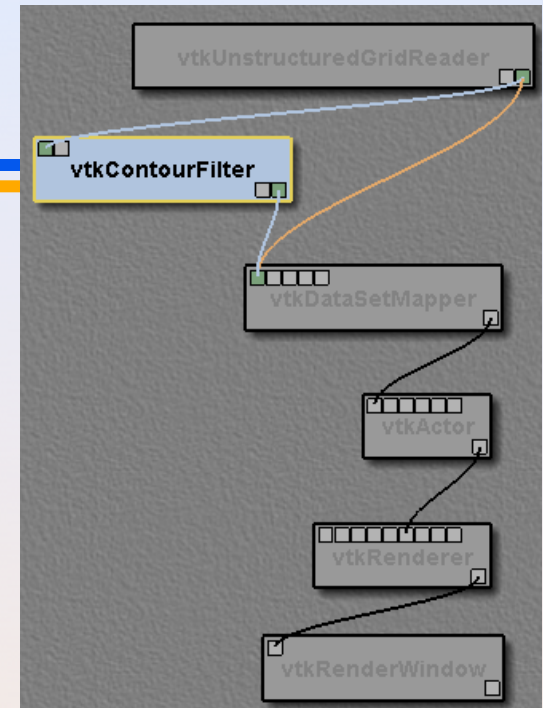 vtkUnstructuredGridReader
vtkContourFilter
vtkDataSetMapper
vtkActor
vtkRenderer
vtkRenderWindow